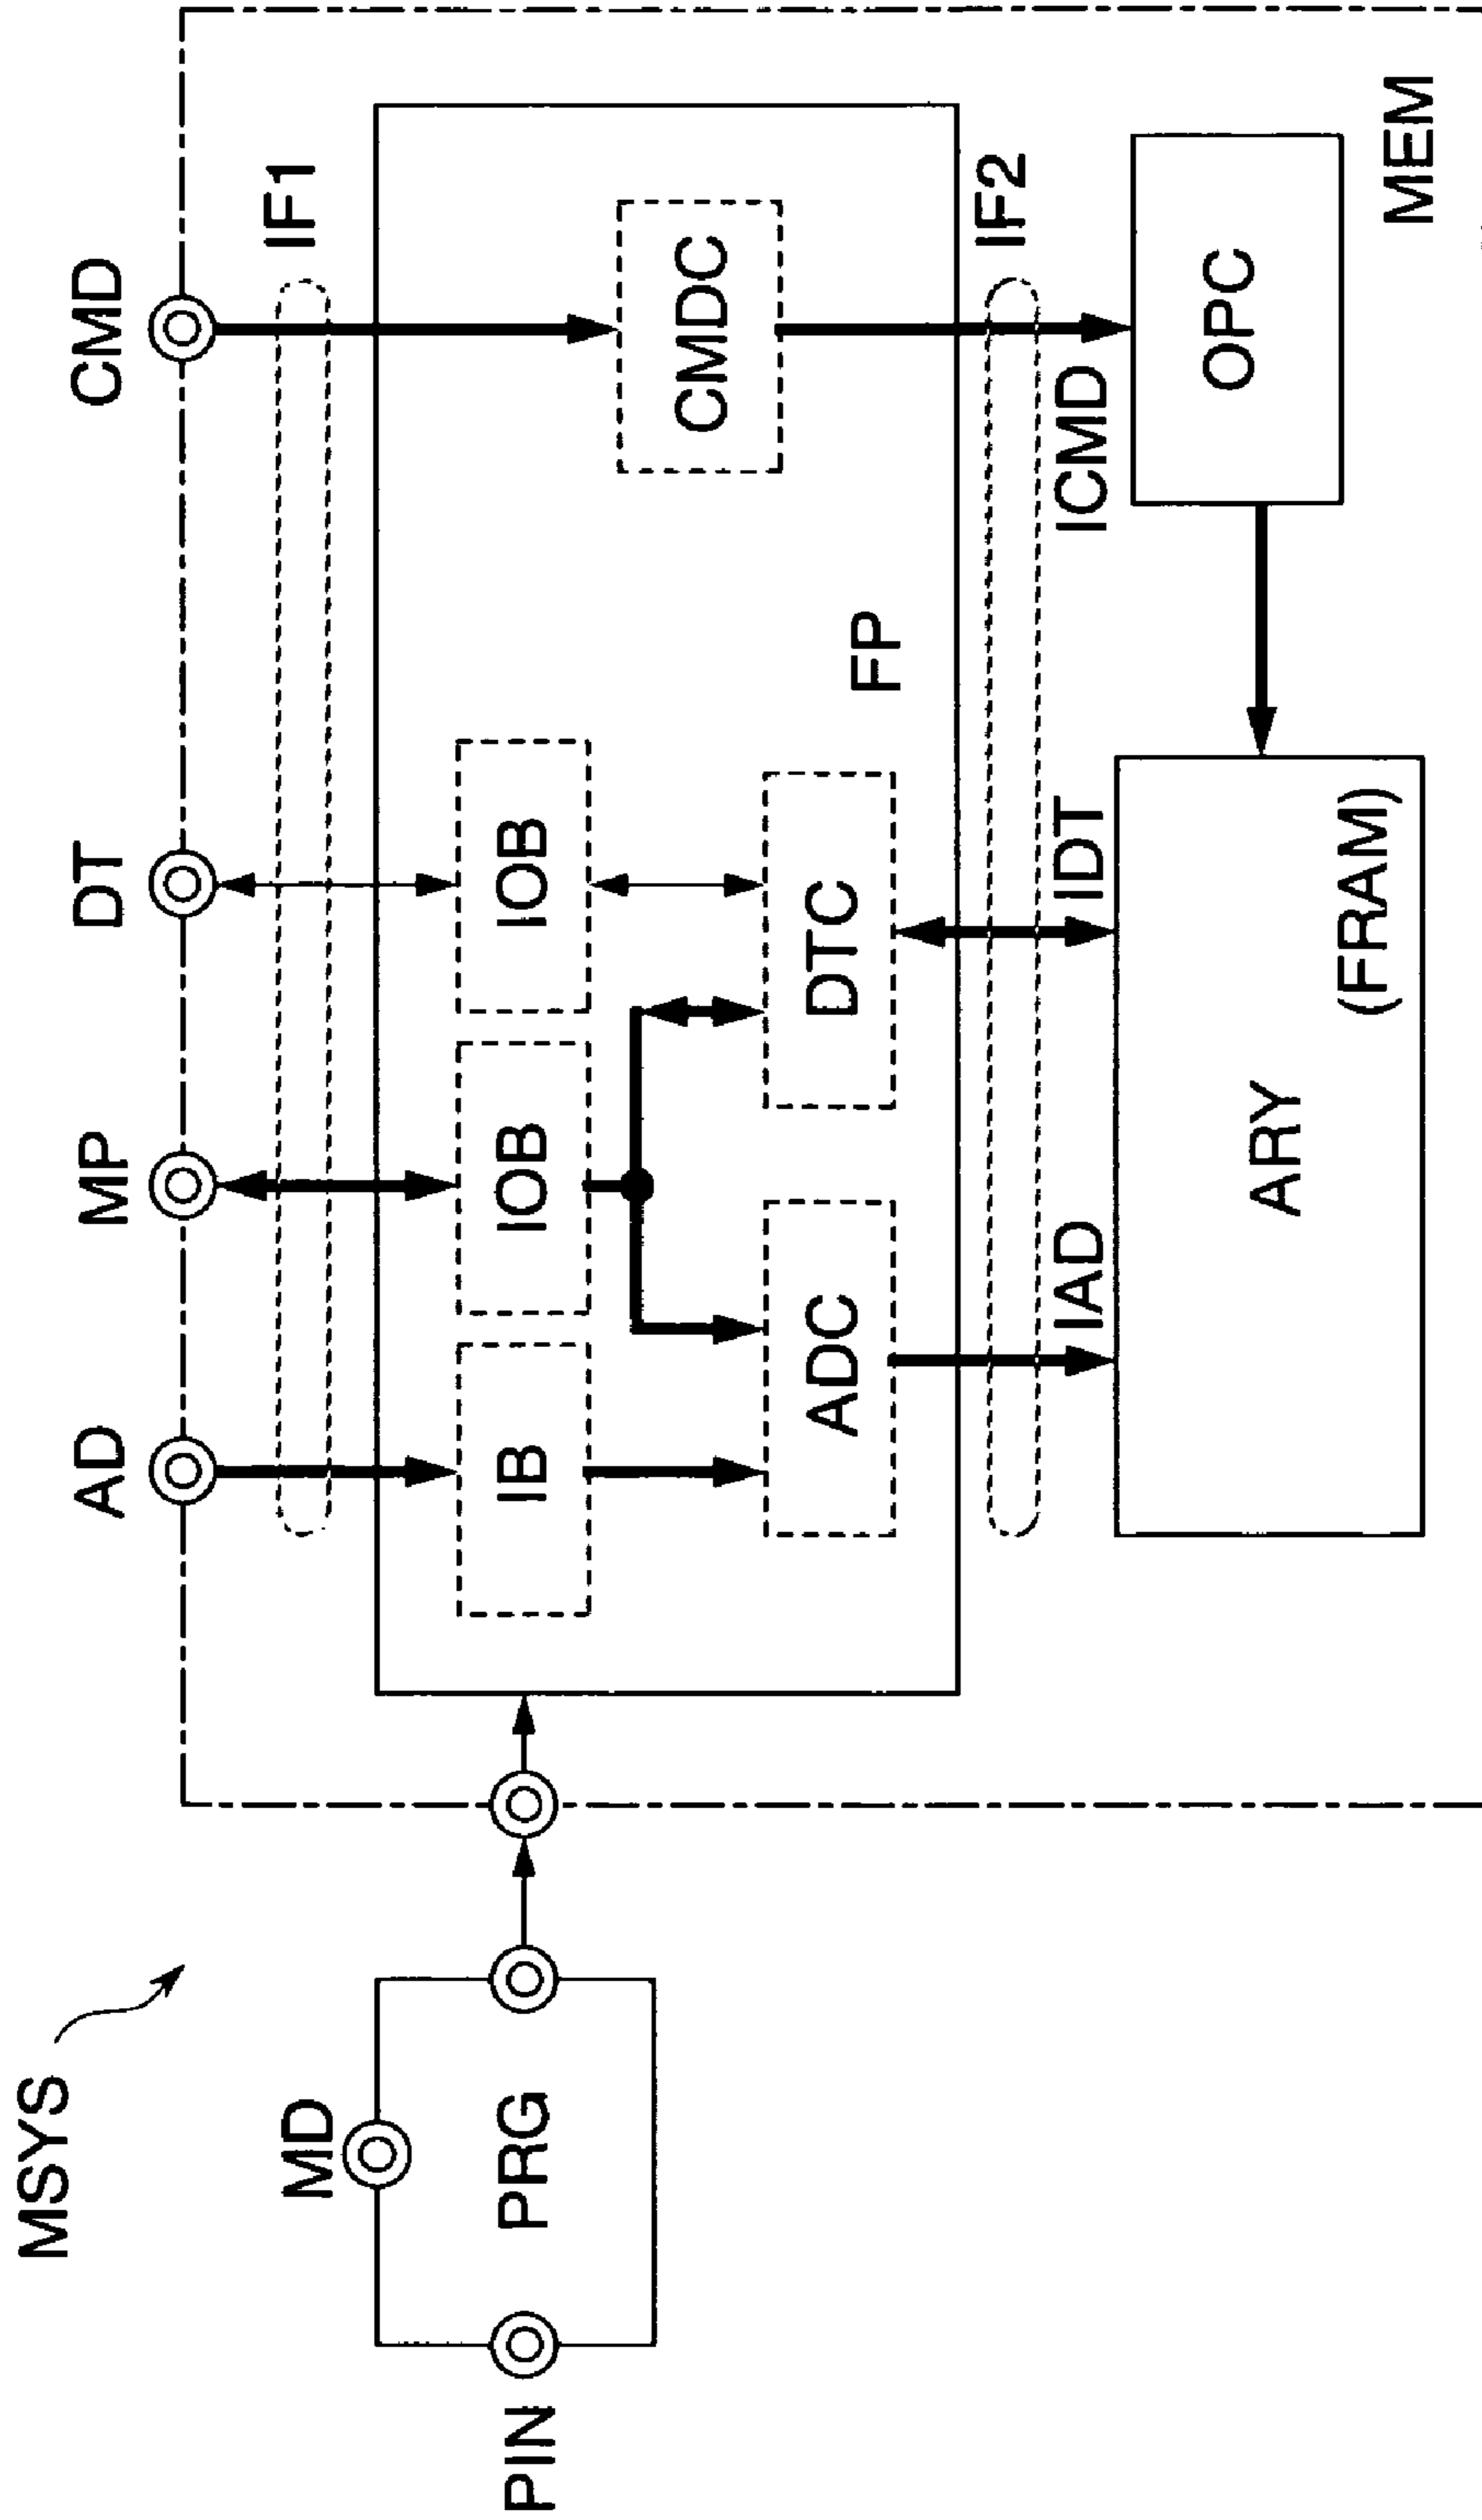 MSYS
AD
MP
DT
CMD
IF1
MD
PIN
PRG
IB
IOB
IOB
CMDC
ADC
DTC
FP
IF2
IAD
IDT
ICMD
ARY
(FRAM)
OPC
MEM